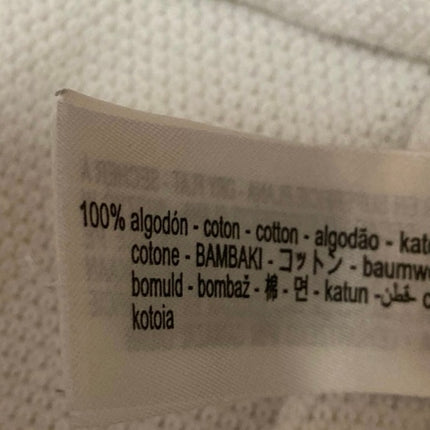 100% algodón - coton - cotton - algodão - kato
cotone - BAMBAKI - コットン - baumwo
bomuld - bombaž - 棉 - 면 - katun - قطن - c
kotoia